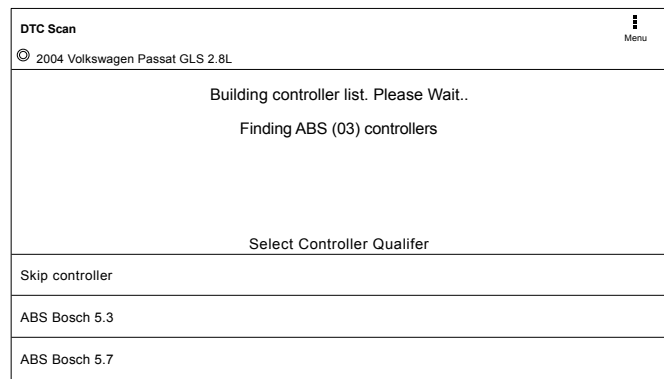 DTC Scan
Menu
2004 Volkswagen Passat GLS 2.8L
Building controller list. Please Wait..
Finding ABS (03) controllers
Select Controller Qualifer
Skip controller
ABS Bosch 5.3
ABS Bosch 5.7